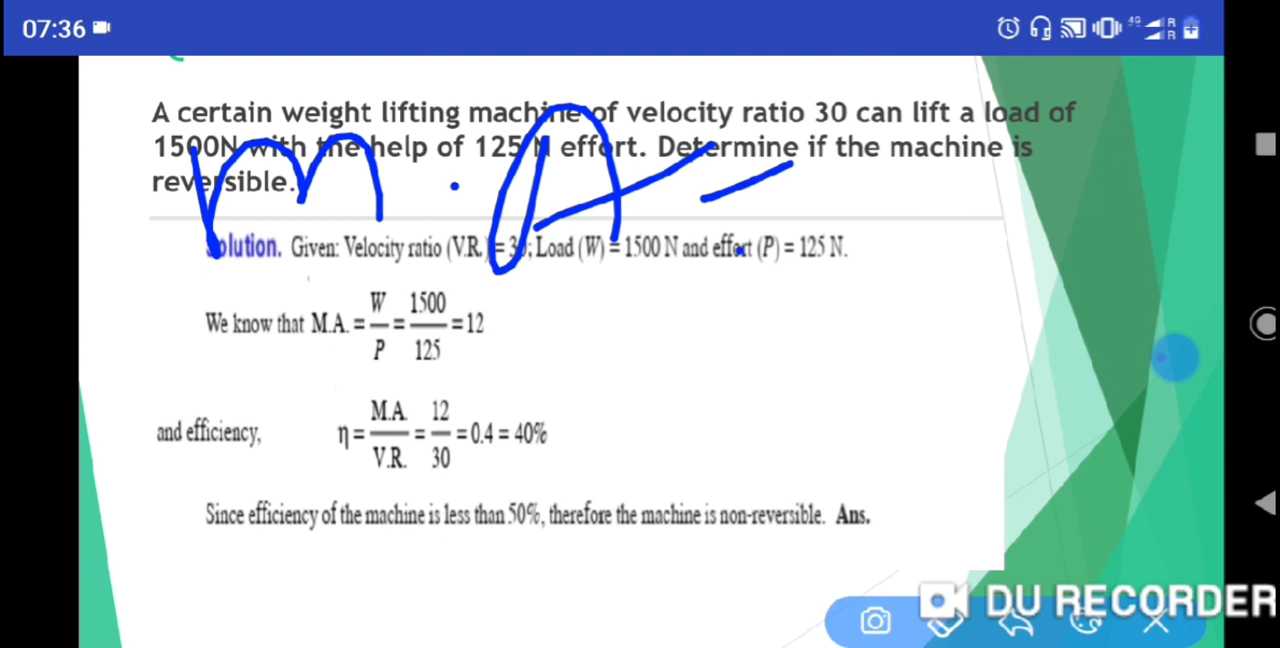 07:36
4G R
R
A certain weight lifting machine of velocity ratio 30 can lift a load of
1500N with the help of 125 N effort. Determine if the machine is
reversible.
m . A -
Solution. Given: Velocity ratio (V.R.) = 30; Load (W) = 1500 N and effort (P) = 125 N.
We know that M.A. = W/P = 1500/125 = 12
and efficiency, η = M.A./V.R. = 12/30 = 0.4 = 40%
Since efficiency of the machine is less than 50%, therefore the machine is non-reversible. Ans.
DU RECORDER